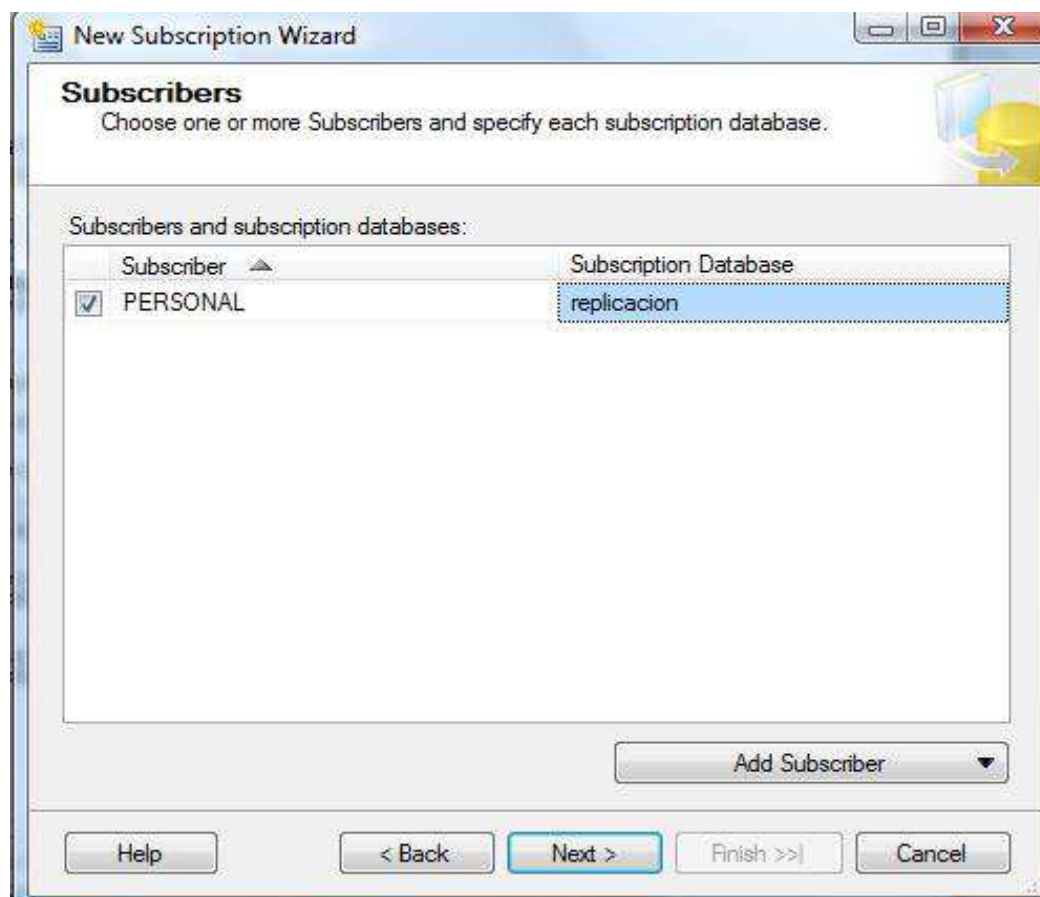 New Subscription Wizard
Subscribers
Choose one or more Subscribers and specify each subscription database.
Subscribers and subscription databases:
Subscriber Subscription Database
PERSONAL replicacion
Add Subscriber
Help < Back Next > Finish >>| Cancel